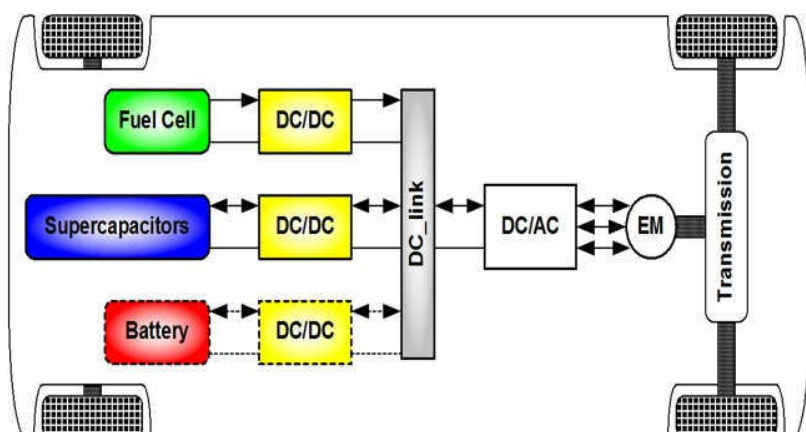 Fuel Cell
DC/DC
Supercapacitors
DC/DC
DC_link
DC/AC
EM
Transmission
Battery
DC/DC